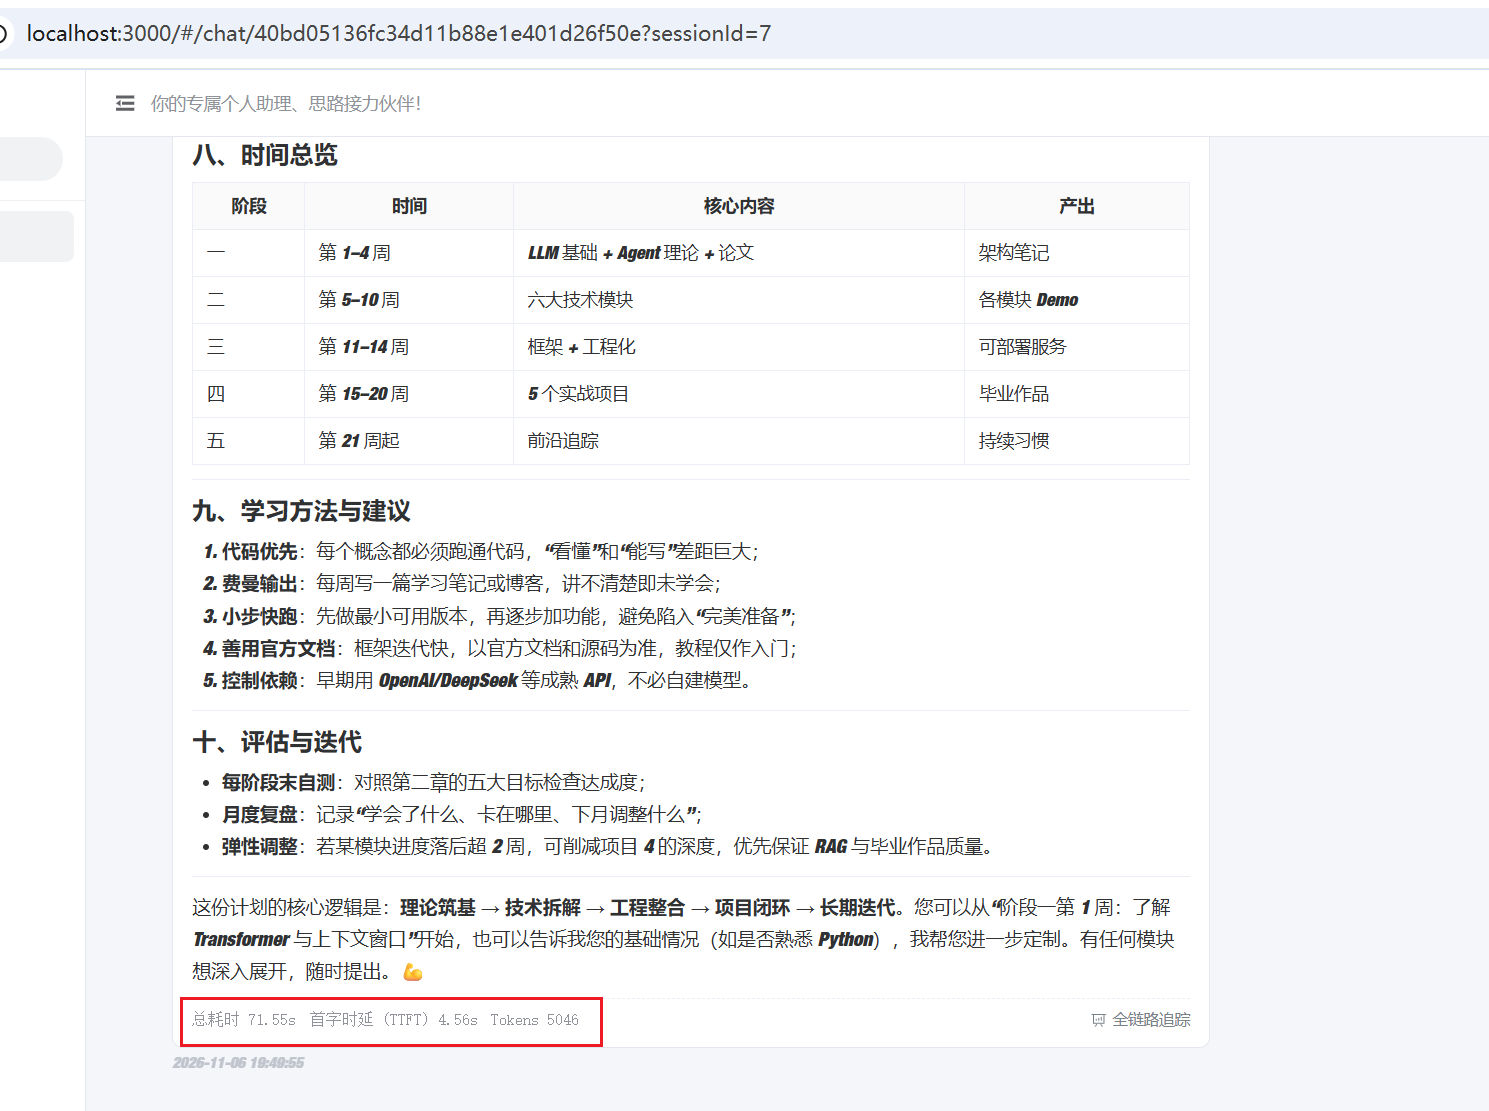 localhost:3000/#/chat/40bd05136fc34d11b88e1e401d26f50e?sessionId=7
你的专属个人助理、思路接力伙伴！
八、时间总览
阶段 时间 核心内容 产出
一 第 1–4 周 LLM 基础 + Agent 理论 + 论文 架构笔记
二 第 5–10 周 六大技术模块 各模块 Demo
三 第 11–14 周 框架 + 工程化 可部署服务
四 第 15–20 周 5 个实战项目 毕业作品
五 第 21 周起 前沿追踪 持续习惯
九、学习方法与建议
1. 代码优先：每个概念都必须跑通代码，“看懂”和“能写”差距巨大；
2. 费曼输出：每周写一篇学习笔记或博客，讲不清楚即未学会；
3. 小步快跑：先做最小可用版本，再逐步加功能，避免陷入“完美准备”；
4. 善用官方文档：框架迭代快，以官方文档和源码为准，教程仅作入门；
5. 控制依赖：早期用 OpenAI/DeepSeek 等成熟 API，不必自建模型。
十、评估与迭代
• 每阶段末自测：对照第二章的五大目标检查达成度；
• 月度复盘：记录“学会了什么、卡在哪里、下月调整什么”；
• 弹性调整：若某模块进度落后超 2 周，可削减项目 4 的深度，优先保证 RAG 与毕业作品质量。
这份计划的核心逻辑是：理论筑基 → 技术拆解 → 工程整合 → 项目闭环 → 长期迭代。您可以从“阶段一第 1 周：了解
Transformer 与上下文窗口”开始，也可以告诉我您的基础情况（如是否熟悉 Python），我帮您进一步定制。有任何模块
想深入展开，随时提出。💪
总耗时 71.55s 首字时延（TTFT）4.56s Tokens 5046 全链路追踪
2026-11-06 19:49:55